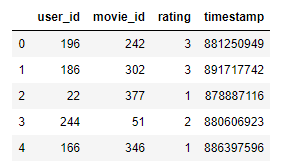 user_id movie_id rating timestamp
0 196 242 3 881250949
1 186 302 3 891717742
2 22 377 1 878887116
3 244 51 2 880606923
4 166 346 1 886397596